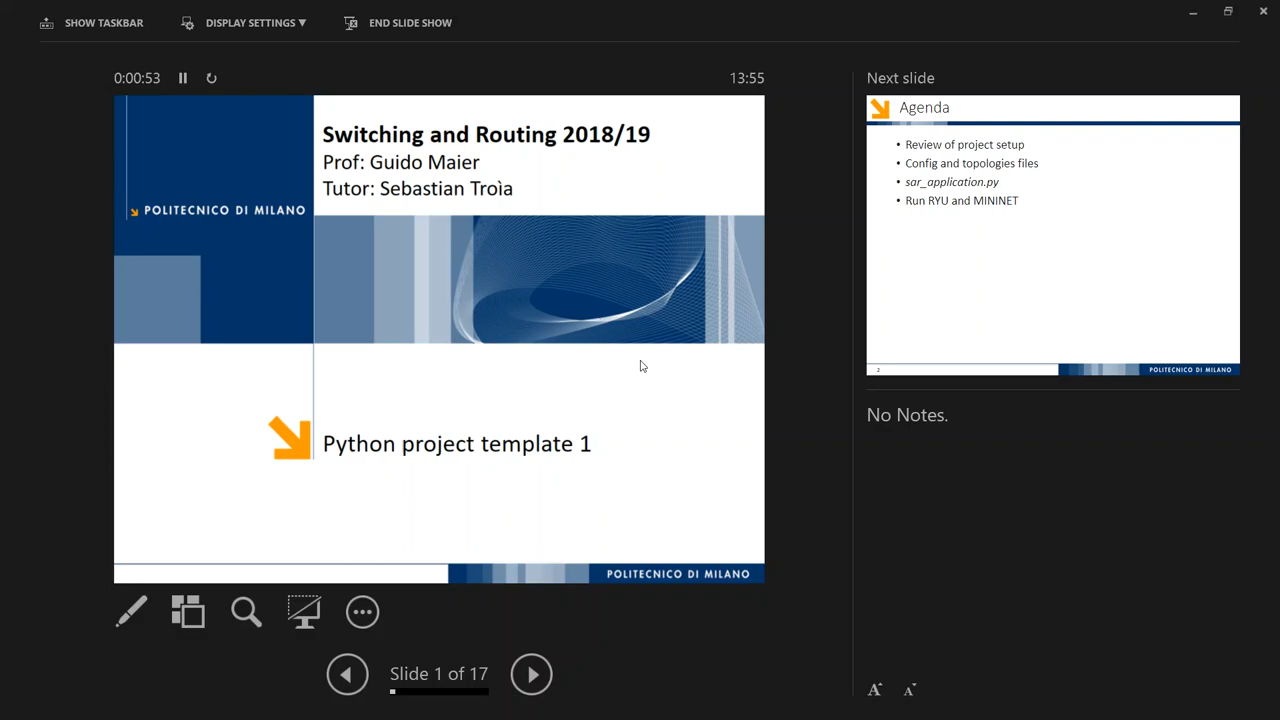 SHOW TASKBAR
DISPLAY SETTINGS ▼
END SLIDE SHOW
0:00:53
13:55
Switching and Routing 2018/19
Prof: Guido Maier
Tutor: Sebastian Troìa
POLITECNICO DI MILANO
Python project template 1
POLITECNICO DI MILANO
Slide 1 of 17
Next slide
Agenda
• Review of project setup
• Config and topologies files
• sar_application.py
• Run RYU and MININET
2
POLITECNICO DI MILANO
No Notes.
A A